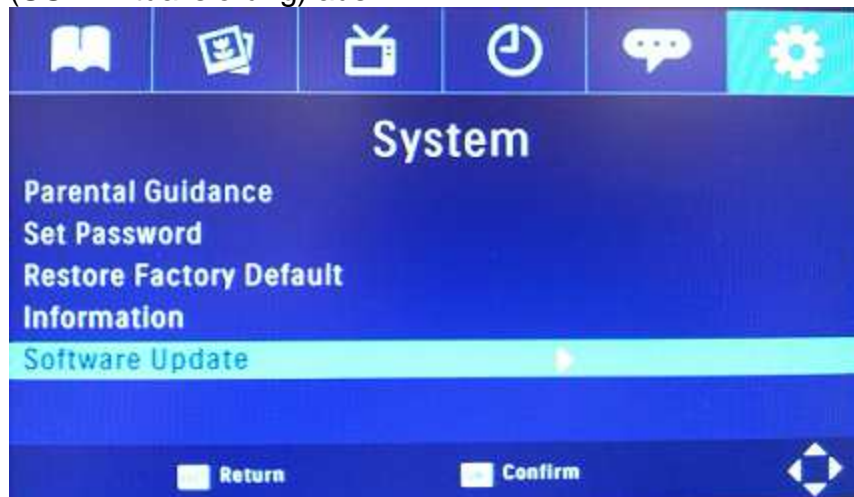 System
Parental Guidance
Set Password
Restore Factory Default
Information
Software Update
Return
Confirm